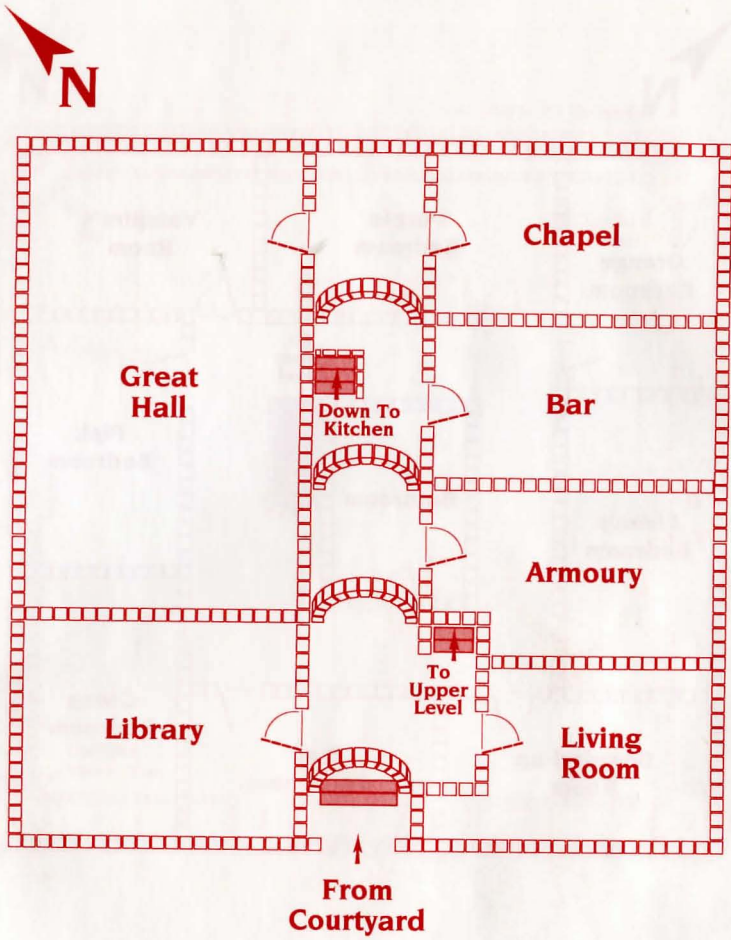 N
Chapel
Great
Hall
Down To
Kitchen
Bar
Armoury
To
Upper
Level
Library
Living
Room
From
Courtyard